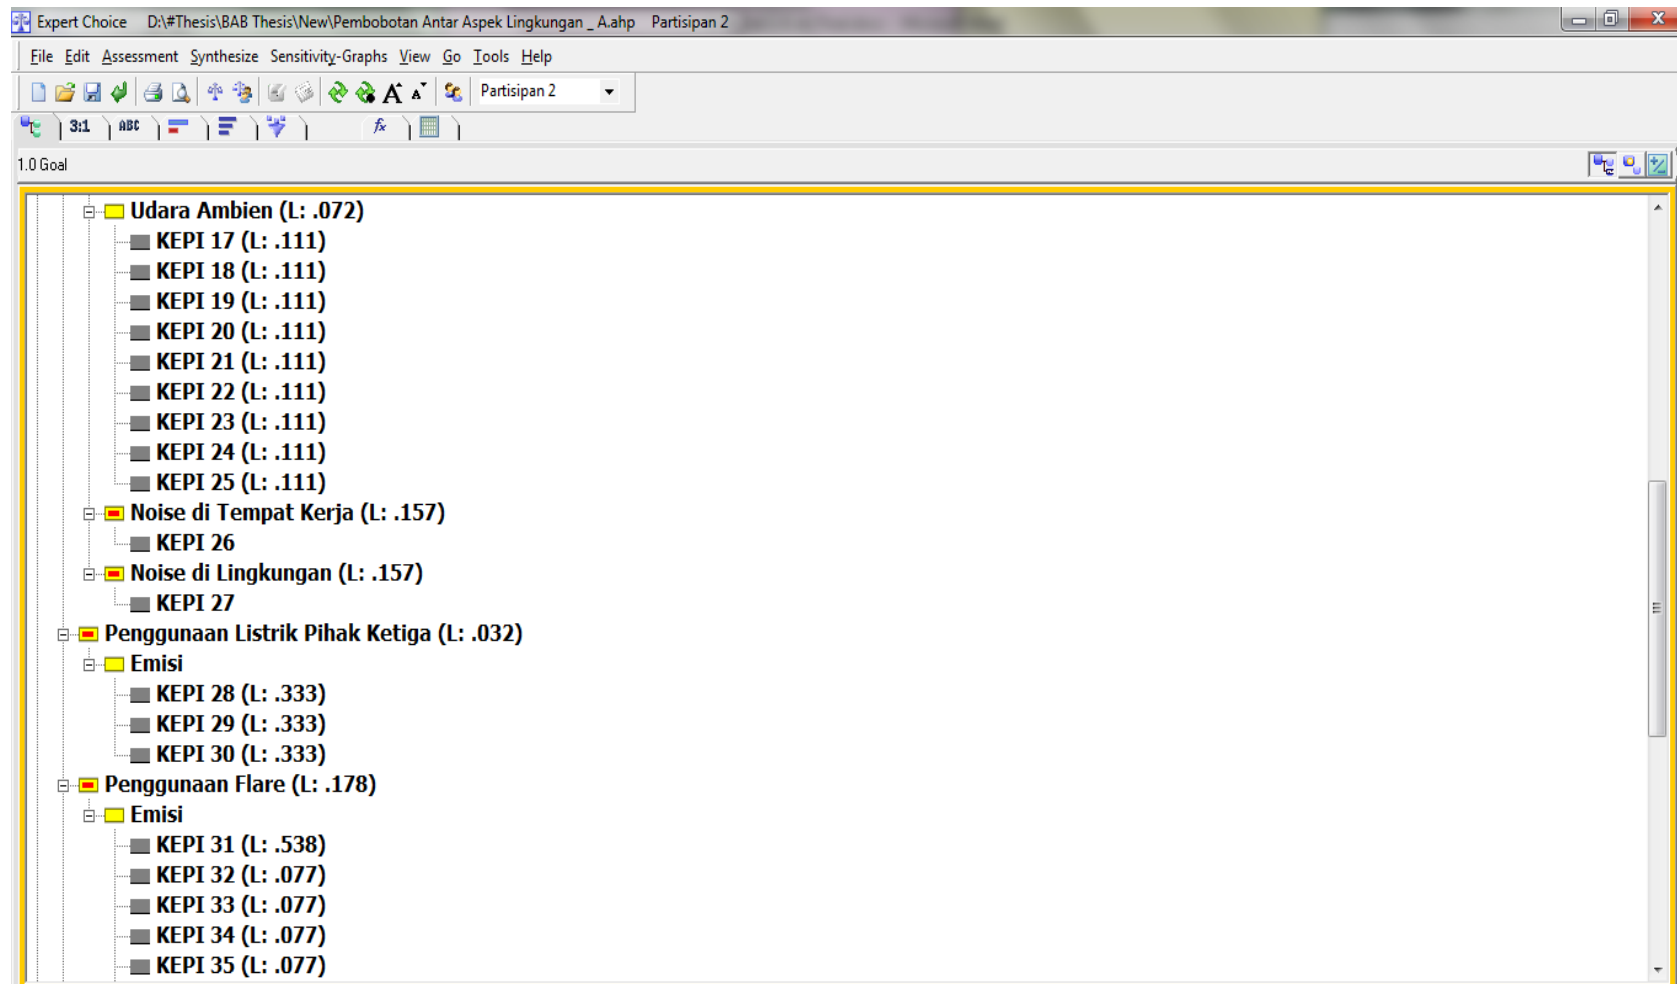 Expert Choice D:\#Thesis\BAB Thesis\New\Pembobotan Antar Aspek Lingkungan _ A.ahp Partisipan 2
File Edit Assessment Synthesize Sensitivity-Graphs View Go Tools Help
A A Partisipan 2
3:1 ABC fx
1.0 Goal
Udara Ambien (L: .072)
KEPI 17 (L: .111)
KEPI 18 (L: .111)
KEPI 19 (L: .111)
KEPI 20 (L: .111)
KEPI 21 (L: .111)
KEPI 22 (L: .111)
KEPI 23 (L: .111)
KEPI 24 (L: .111)
KEPI 25 (L: .111)
Noise di Tempat Kerja (L: .157)
KEPI 26
Noise di Lingkungan (L: .157)
KEPI 27
Penggunaan Listrik Pihak Ketiga (L: .032)
Emisi
KEPI 28 (L: .333)
KEPI 29 (L: .333)
KEPI 30 (L: .333)
Penggunaan Flare (L: .178)
Emisi
KEPI 31 (L: .538)
KEPI 32 (L: .077)
KEPI 33 (L: .077)
KEPI 34 (L: .077)
KEPI 35 (L: .077)